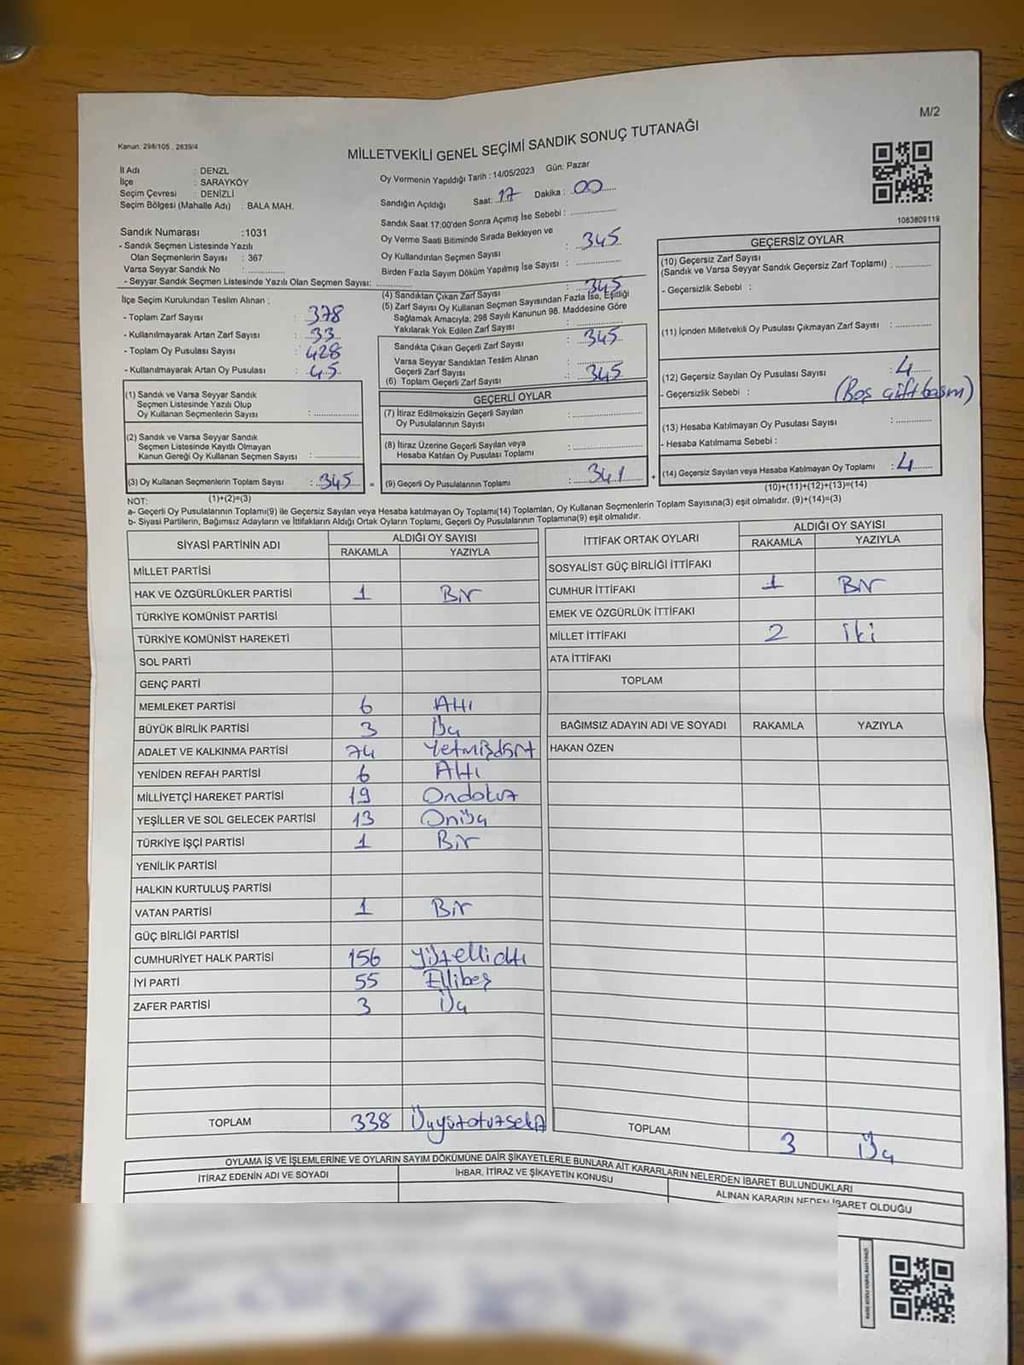 M/2
Kanun: 298/105 , 2839/4
MİLLETVEKİLİ GENEL SEÇİMİ SANDIK SONUÇ TUTANAĞI
İl Adı : DENZL
İlçe : SARAYKÖY
Seçim Çevresi : DENİZLİ
Seçim Bölgesi (Mahalle Adı) : BALA MAH.
Oy Vermenin Yapıldığı Tarih : 14/05/2023 Gün: Pazar
Sandığın Açıldığı Saat: 17 Dakika : 00
Sandık Saat 17:00'den Sonra Açımış İse Sebebi :
Sandık Numarası :1031
- Sandık Seçmen Listesinde Yazılı
Olan Seçmenlerin Sayısı : 367
Varsa Seyyar Sandık No :
- Seyyar Sandık Seçmen Listesinde Yazılı Olan Seçmen Sayısı:
Oy Verme Saati Bitiminde Sırada Bekleyen ve
Oy Kullandırılan Seçmen Sayısı : 345
Birden Fazla Sayım Döküm Yapılmış İse Sayısı :
1063809119
İlçe Seçim Kurulundan Teslim Alınan :
- Toplam Zarf Sayısı : 378
- Kullanılmayarak Artan Zarf Sayısı : 33
- Toplam Oy Pusulası Sayısı : 428
- Kullanılmayarak Artan Oy Pusulası : 45
(4) Sandıktan Çıkan Zarf Sayısı : 345
(5) Zarf Sayısı Oy Kullanan Seçmen Sayısından Fazla İse, Eşitliği
Sağlamak Amacıyla; 298 Sayılı Kanunun 98. Maddesine Göre
Yakılarak Yok Edilen Zarf Sayısı :
Sandıkta Çıkan Geçerli Zarf Sayısı : 345
Varsa Seyyar Sandıktan Teslim Alınan
Geçerli Zarf Sayısı :
(6) Toplam Geçerli Zarf Sayısı : 345
GEÇERSİZ OYLAR
(10) Geçersiz Zarf Sayısı
(Sandık ve Varsa Seyyar Sandık Geçersiz Zarf Toplamı) :
- Geçersizlik Sebebi :
(11) İçinden Milletvekili Oy Pusulası Çıkmayan Zarf Sayısı :
(12) Geçersiz Sayılan Oy Pusulası Sayısı : 4
- Geçersizlik Sebebi : (Boş çift basım)
(13) Hesaba Katılmayan Oy Pusulası Sayısı :
- Hesaba Katılmama Sebebi :
(14) Geçersiz Sayılan veya Hesaba Katılmayan Oy Toplamı : 4
(10)+(11)+(12)+(13)=(14)
(1) Sandık ve Varsa Seyyar Sandık
Seçmen Listesinde Yazılı Olup
Oy Kullanan Seçmenlerin Sayısı :
(2) Sandık ve Varsa Seyyar Sandık
Seçmen Listesinde Kayıtlı Olmayan
Kanun Gereği Oy Kullanan Seçmen Sayısı :
(3) Oy Kullanan Seçmenlerin Toplam Sayısı : 345 =
(1)+(2)=(3)
GEÇERLİ OYLAR
(7) İtiraz Edilmeksizin Geçerli Sayılan
Oy Pusulalarının Sayısı :
(8) İtiraz Üzerine Geçerli Sayılan veya
Hesaba Katılan Oy Pusulası Toplamı :
(9) Geçerli Oy Pusulalarının Toplamı : 341 +
NOT:
a- Geçerli Oy Pusulalarının Toplamı(9) ile Geçersiz Sayılan veya Hesaba katılmayan Oy Toplamı(14) Toplamları, Oy Kullanan Seçmenlerin Toplam Sayısına(3) eşit olmalıdır. (9)+(14)=(3)
b- Siyasi Partilerin, Bağımsız Adayların ve İttifakların Aldığı Ortak Oyların Toplamı, Geçerli Oy Pusulalarının Toplamına(9) eşit olmalıdır.
SİYASİ PARTİNİN ADI ALDIĞI OY SAYISI
RAKAMLA YAZIYLA
MİLLET PARTİSİ
HAK VE ÖZGÜRLÜKLER PARTİSİ 1 Bir
TÜRKİYE KOMÜNİST PARTİSİ
TÜRKİYE KOMÜNİST HAREKETİ
SOL PARTİ
GENÇ PARTİ
MEMLEKET PARTİSİ 6 Altı
BÜYÜK BİRLİK PARTİSİ 3 Üç
ADALET VE KALKINMA PARTİSİ 74 Yetmişdört
YENİDEN REFAH PARTİSİ 6 Altı
MİLLİYETÇİ HAREKET PARTİSİ 19 Ondokuz
YEŞİLLER VE SOL GELECEK PARTİSİ 13 Onüç
TÜRKİYE İŞÇİ PARTİSİ 1 Bir
YENİLİK PARTİSİ
HALKIN KURTULUŞ PARTİSİ
VATAN PARTİSİ 1 Bir
GÜÇ BİRLİĞİ PARTİSİ
CUMHURİYET HALK PARTİSİ 156 Yüzellialtı
İYİ PARTİ 55 Ellibeş
ZAFER PARTİSİ 3 Üç
TOPLAM 338 Üçyüzotuzsekiz
İTTİFAK ORTAK OYLARI ALDIĞI OY SAYISI
RAKAMLA YAZIYLA
SOSYALİST GÜÇ BİRLİĞİ İTTİFAKI
CUMHUR İTTİFAKI 1 Bir
EMEK VE ÖZGÜRLÜK İTTİFAKI
MİLLET İTTİFAKI 2 iki
ATA İTTİFAKI
TOPLAM
BAĞIMSIZ ADAYIN ADI VE SOYADI RAKAMLA YAZIYLA
HAKAN ÖZEN
TOPLAM 3 Üç
OYLAMA İŞ VE İŞLEMLERİNE VE OYLARIN SAYIM DÖKÜMÜNE DAİR ŞİKAYETLERLE BUNLARA AİT KARARLARIN NELERDEN İBARET BULUNDUKLARI
İTİRAZ EDENİN ADI VE SOYADI İHBAR, İTİRAZ VE ŞİKAYETİN KONUSU ALINAN KARARIN NEDEN İBARET OLDUĞU